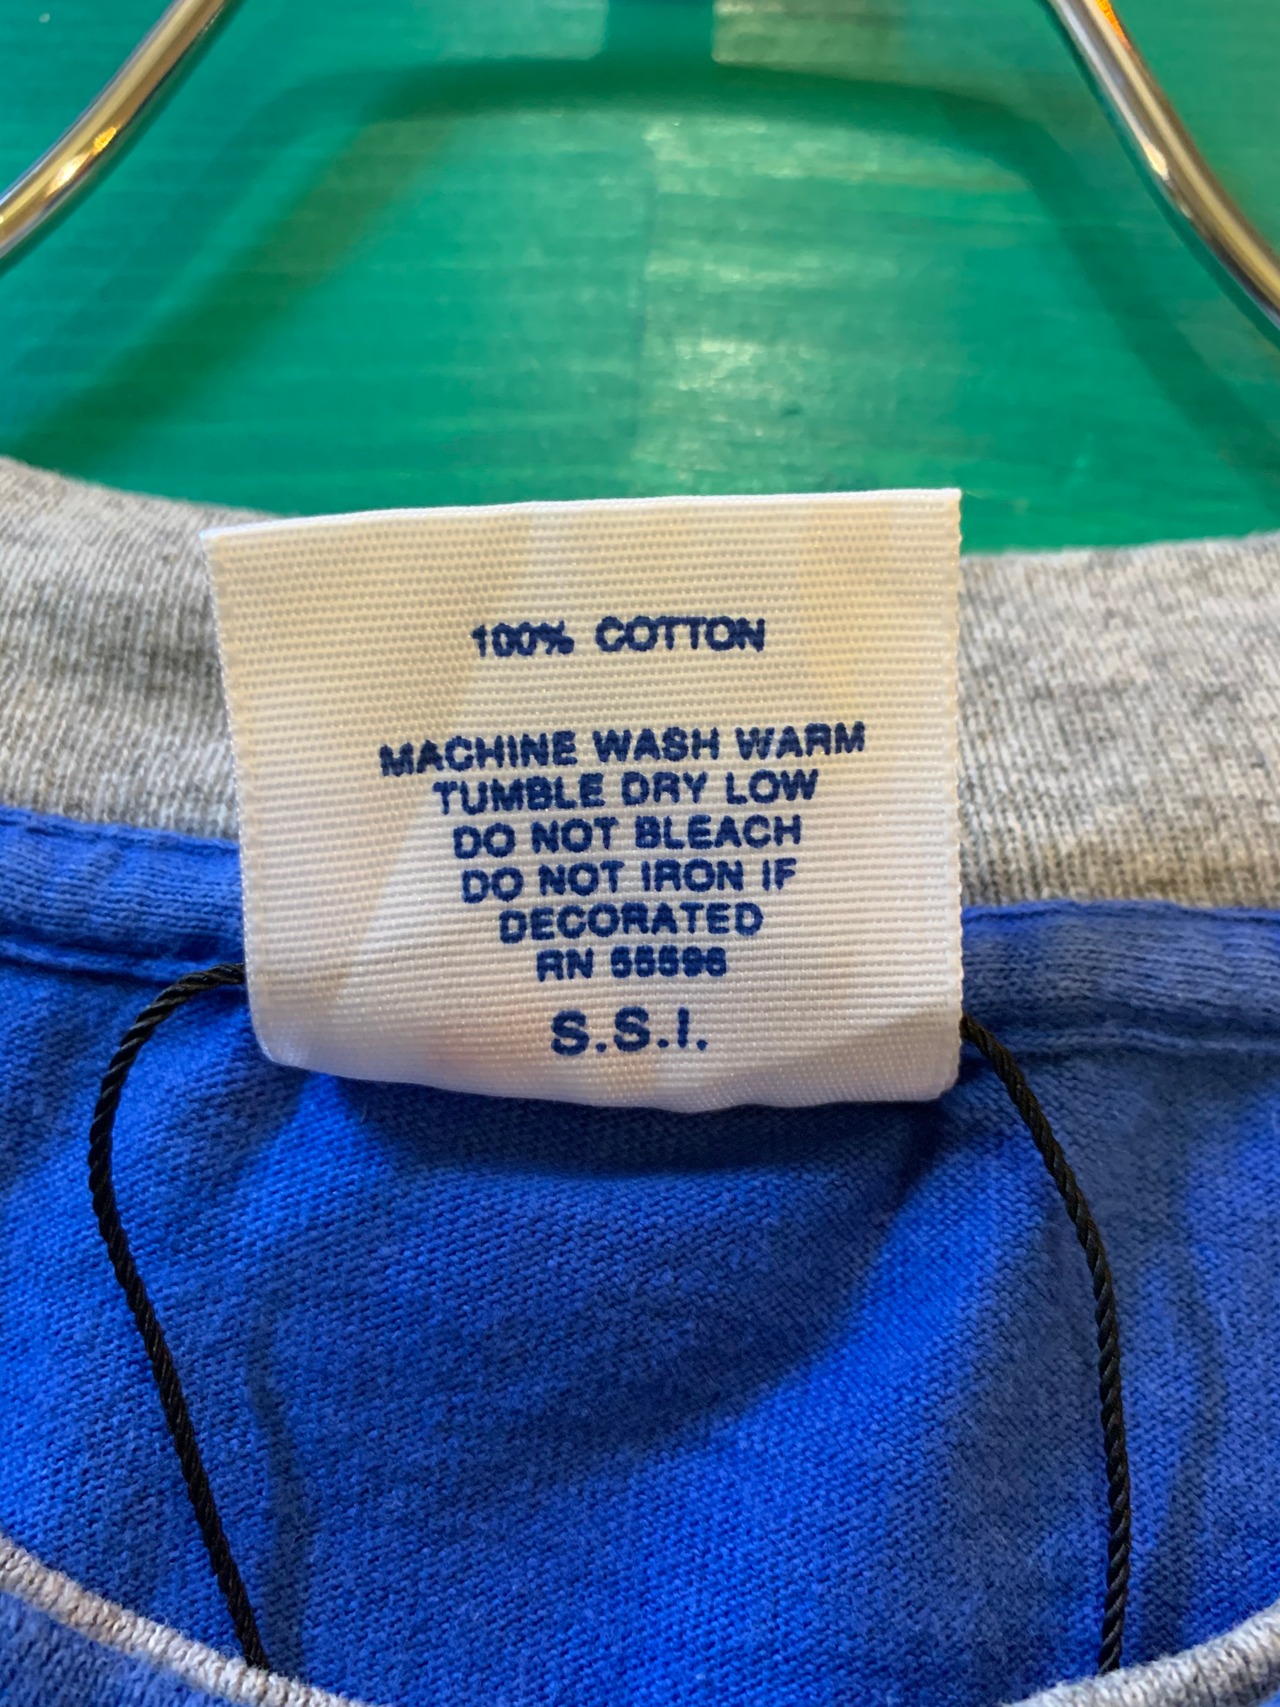 100% COTTON
MACHINE WASH WARM
TUMBLE DRY LOW
DO NOT BLEACH
DO NOT IRON IF
DECORATED
RN 55596
S.S.I.